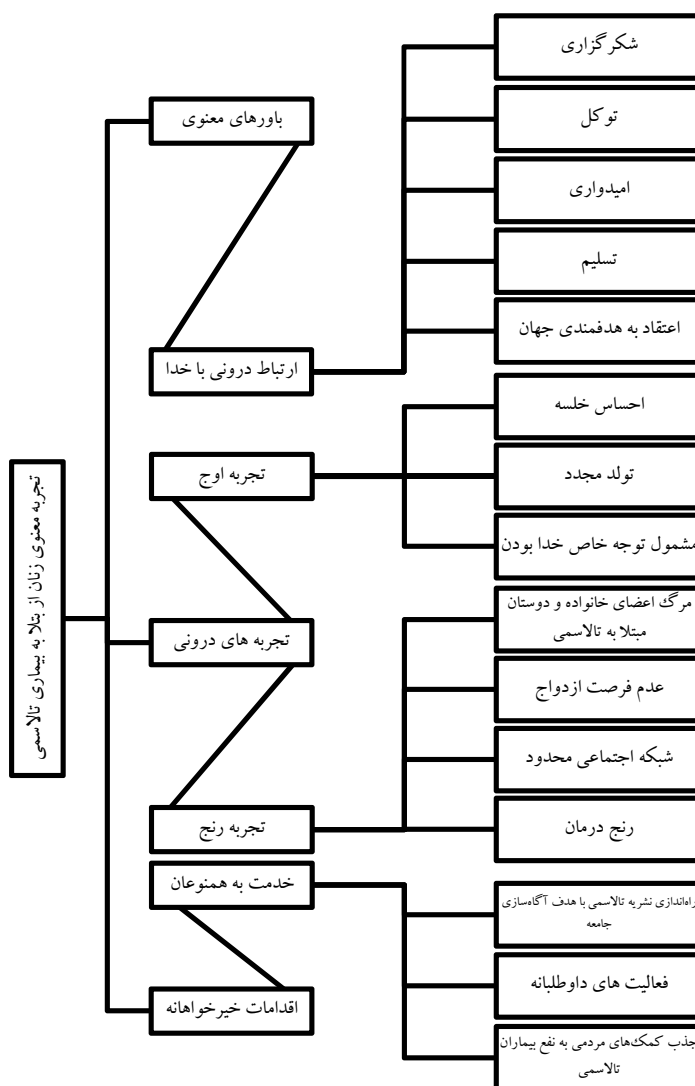 تجربه معنوی زنان از بتلا به بیماری تالاسمی
باورهای معنوی
ارتباط درونی با خدا
شکرگزاری
توکل
امیدواری
تسلیم
اعتقاد به هدفمندی جهان
تجربه اوج
احساس خلسه
تولد مجدد
مشمول توجه خاص خدا بودن
تجربه های درونی
تجربه رنج
مرگ اعضای خانواده و دوستان
مبتلا به تالاسمی
عدم فرصت ازدواج
شبکه اجتماعی محدود
رنج درمان
خدمت به همنوعان
راه‌اندازی نشریه تالاسمی با هدف آگاه‌سازی
جامعه
فعالیت های داوطلبانه
جذب کمک‌های مردمی به نفع بیماران
تالاسمی
اقدامات خیرخواهانه